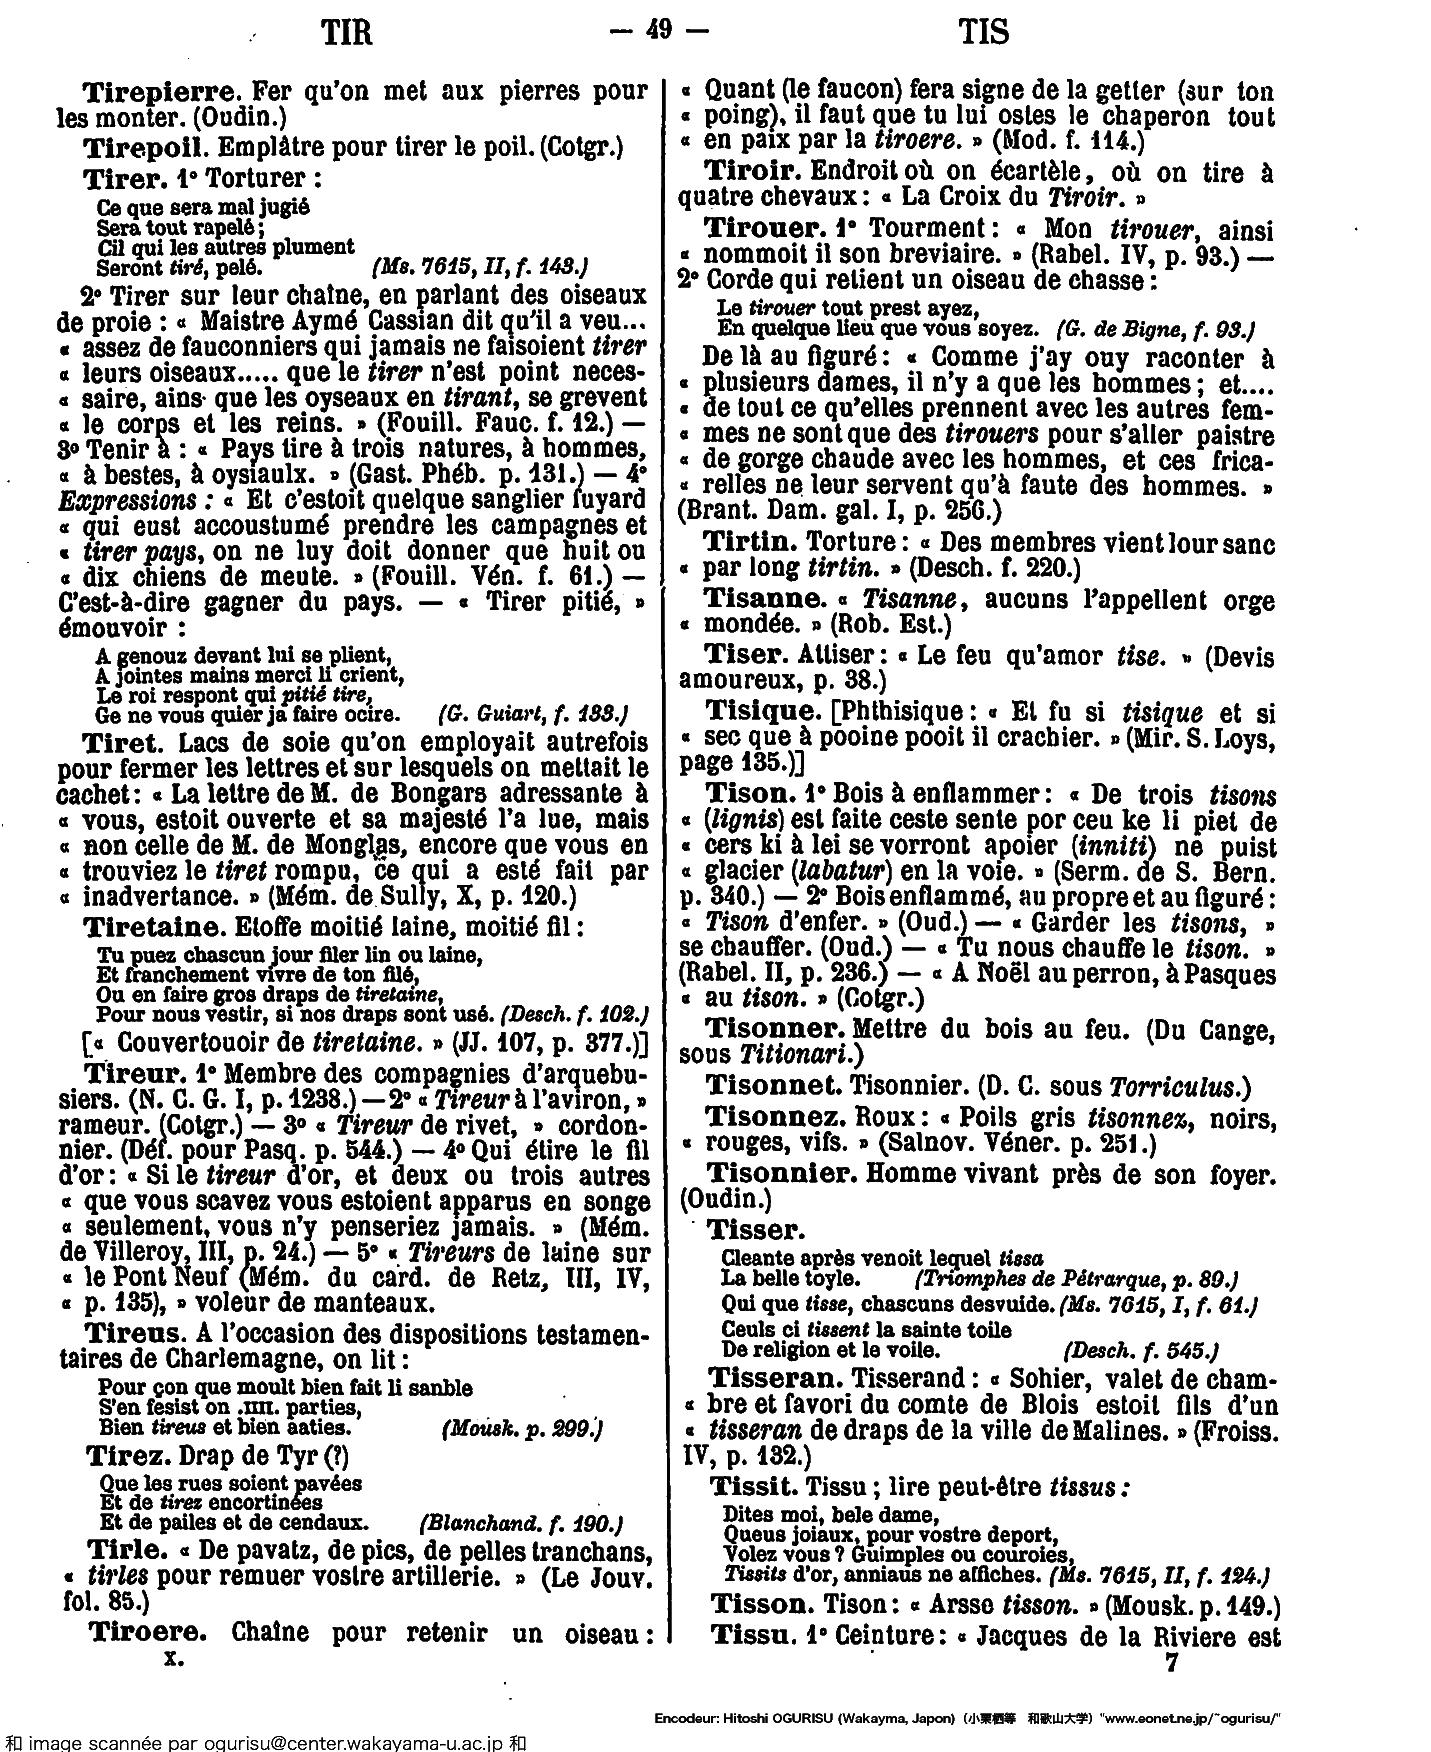 TIR — 49 — TIS
Tirepierre. Fer qu'on met aux pierres pour
les monter. (Oudin.)
Tirepoil. Emplâtre pour tirer le poil. (Cotgr.)
Tirer. 1° Torturer :
Ce que sera mal jugié
Sera tout rapelé ;
Cil qui les autres plument
Seront tiré, pelé. (Ms. 7615, II, f. 143.)
2° Tirer sur leur chaîne, en parlant des oiseaux
de proie : « Maistre Aymé Cassian dit qu'il a veu...
« assez de fauconniers qui jamais ne faisoient tirer
« leurs oiseaux..... que le tirer n'est point neces-
« saire, ains que les oyseaux en tirant, se grevent
« le corps et les reins. » (Fouill. Fauc. f. 12.) —
3° Tenir à : « Pays tire à trois natures, à hommes,
« à bestes, à oysiaulx. » (Gast. Phéb. p. 131.) — 4°
Expressions : « Et c'estoit quelque sanglier fuyard
« qui eust accoustumé prendre les campagnes et
« tirer pays, on ne luy doit donner que huit ou
« dix chiens de meute. » (Fouill. Vén. f. 61.) —
C'est-à-dire gagner du pays. — « Tirer pitié, »
émouvoir :
A genouz devant lui se plient,
A jointes mains merci li crient,
Le roi respont qui pitié tire,
Ge ne vous quier ja faire ocire. (G. Guiart, f. 133.)
Tiret. Lacs de soie qu'on employait autrefois
pour fermer les lettres et sur lesquels on mettait le
cachet : « La lettre de M. de Bongars adressante à
« vous, estoit ouverte et sa majesté l'a lue, mais
« non celle de M. de Monglas, encore que vous en
« trouviez le tiret rompu, ce qui a esté fait par
« inadvertance. » (Mém. de Sully, X, p. 120.)
Tiretaine. Etoffe moitié laine, moitié fil :
Tu puez chascun jour filer lin ou laine,
Et franchement vivre de ton filé,
Ou en faire gros draps de tiretaine,
Pour nous vestir, si nos draps sont usé. (Desch. f. 102.)
[« Couvertouoir de tiretaine. » (JJ. 107, p. 377.)]
Tireur. 1° Membre des compagnies d'arquebu-
siers. (N. C. G. I, p. 1238.) — 2° « Tireur à l'aviron, »
rameur. (Cotgr.) — 3° « Tireur de rivet, » cordon-
nier. (Déf. pour Pasq. p. 544.) — 4° Qui étire le fil
d'or : « Si le tireur d'or, et deux ou trois autres
« que vous scavez vous estoient apparus en songe
« seulement, vous n'y penseriez jamais. » (Mém.
de Villeroy, III, p. 24.) — 5° « Tireurs de laine sur
« le Pont Neuf (Mém. du card. de Retz, III, IV,
« p. 135), » voleur de manteaux.
Tireus. A l'occasion des dispositions testamen-
taires de Charlemagne, on lit :
Pour çon que moult bien fait li sanble
S'en fesist on .IIII. parties,
Bien tireus et bien aaties. (Mousk. p. 299.)
Tirez. Drap de Tyr (?)
Que les rues soient pavées
Et de tirez encortinées
Et de pailes et de cendaux. (Blanchand. f. 190.)
Tirle. « De pavatz, de pics, de pelles tranchans,
« tirles pour remuer vostre artillerie. » (Le Jouv.
fol. 85.)
Tiroere. Chaîne pour retenir un oiseau :
X.
« Quant (le faucon) fera signe de la getter (sur ton
« poing), il faut que tu lui ostes le chaperon tout
« en paix par la tiroere. » (Mod. f. 114.)
Tiroir. Endroit où on écartèle, où on tire à
quatre chevaux : « La Croix du Tiroir. »
Tirouer. 1° Tourment : « Mon tirouer, ainsi
« nommoit il son breviaire. » (Rabel. IV, p. 93.) —
2° Corde qui retient un oiseau de chasse :
Le tirouer tout prest ayez,
En quelque lieu que vous soyez. (G. de Bigne, f. 93.)
De là au figuré : « Comme j'ay ouy raconter à
« plusieurs dames, il n'y a que les hommes ; et....
« de tout ce qu'elles prennent avec les autres fem-
« mes ne sont que des tirouers pour s'aller paistre
« de gorge chaude avec les hommes, et ces frica-
« relles ne leur servent qu'à faute des hommes. »
(Brant. Dam. gal. I, p. 256.)
Tirtin. Torture : « Des membres vient lour sanc
« par long tirtin. » (Desch. f. 220.)
Tisanne. « Tisanne, aucuns l'appellent orge
« mondée. » (Rob. Est.)
Tiser. Attiser : « Le feu qu'amor tise. » (Devis
amoureux, p. 38.)
Tisique. [Phthisique : « Et fu si tisique et si
« sec que à pooine pooit il crachier. » (Mir. S. Loys,
page 135.)]
Tison. 1° Bois à enflammer : « De trois tisons
« (lignis) est faite ceste sente por ceu ke li piet de
« cers ki à lei se vorront apoier (inniti) ne puist
« glacier (labatur) en la voie. » (Serm. de S. Bern.
p. 340.) — 2° Bois enflammé, au propre et au figuré :
« Tison d'enfer. » (Oud.) — « Garder les tisons, »
se chauffer. (Oud.) — « Tu nous chauffe le tison. »
(Rabel. II, p. 236.) — « A Noël au perron, à Pasques
« au tison. » (Cotgr.)
Tisonner. Mettre du bois au feu. (Du Cange,
sous Titionari.)
Tisonnet. Tisonnier. (D. C. sous Torriculus.)
Tisonnez. Roux : « Poils gris tisonnez, noirs,
« rouges, vifs. » (Salnov. Véner. p. 251.)
Tisonnier. Homme vivant près de son foyer.
(Oudin.)
Tisser.
Cleante après venoit lequel tissa
La belle toyle. (Triomphes de Pétrarque, p. 89.)
Qui que tisse, chascuns desvuide. (Ms. 7615, I, f. 61.)
Ceuls ci tissent la sainte toile
De religion et le voile. (Desch. f. 545.)
Tisseran. Tisserand : « Sohier, valet de cham-
« bre et favori du comte de Blois estoit fils d'un
« tisseran de draps de la ville de Malines. » (Froiss.
IV, p. 132.)
Tissit. Tissu ; lire peut-être tissus :
Dites moi, bele dame,
Queus joiaux, pour vostre deport,
Volez vous ? Guimples ou couroies,
Tissits d'or, anniaus ne affiches. (Ms. 7615, II, f. 124.)
Tisson. Tison : « Arsso tisson. » (Mousk. p. 149.)
Tissu. 1° Ceinture : « Jacques de la Riviere est
7
Encodeur: Hitoshi OGURISU (Wakayma, Japon) (小栗栖等 和歌山大学) "www.eonet.ne.jp/~ogurisu/"
和 image scannée par ogurisu@center.wakayama-u.ac.jp 和